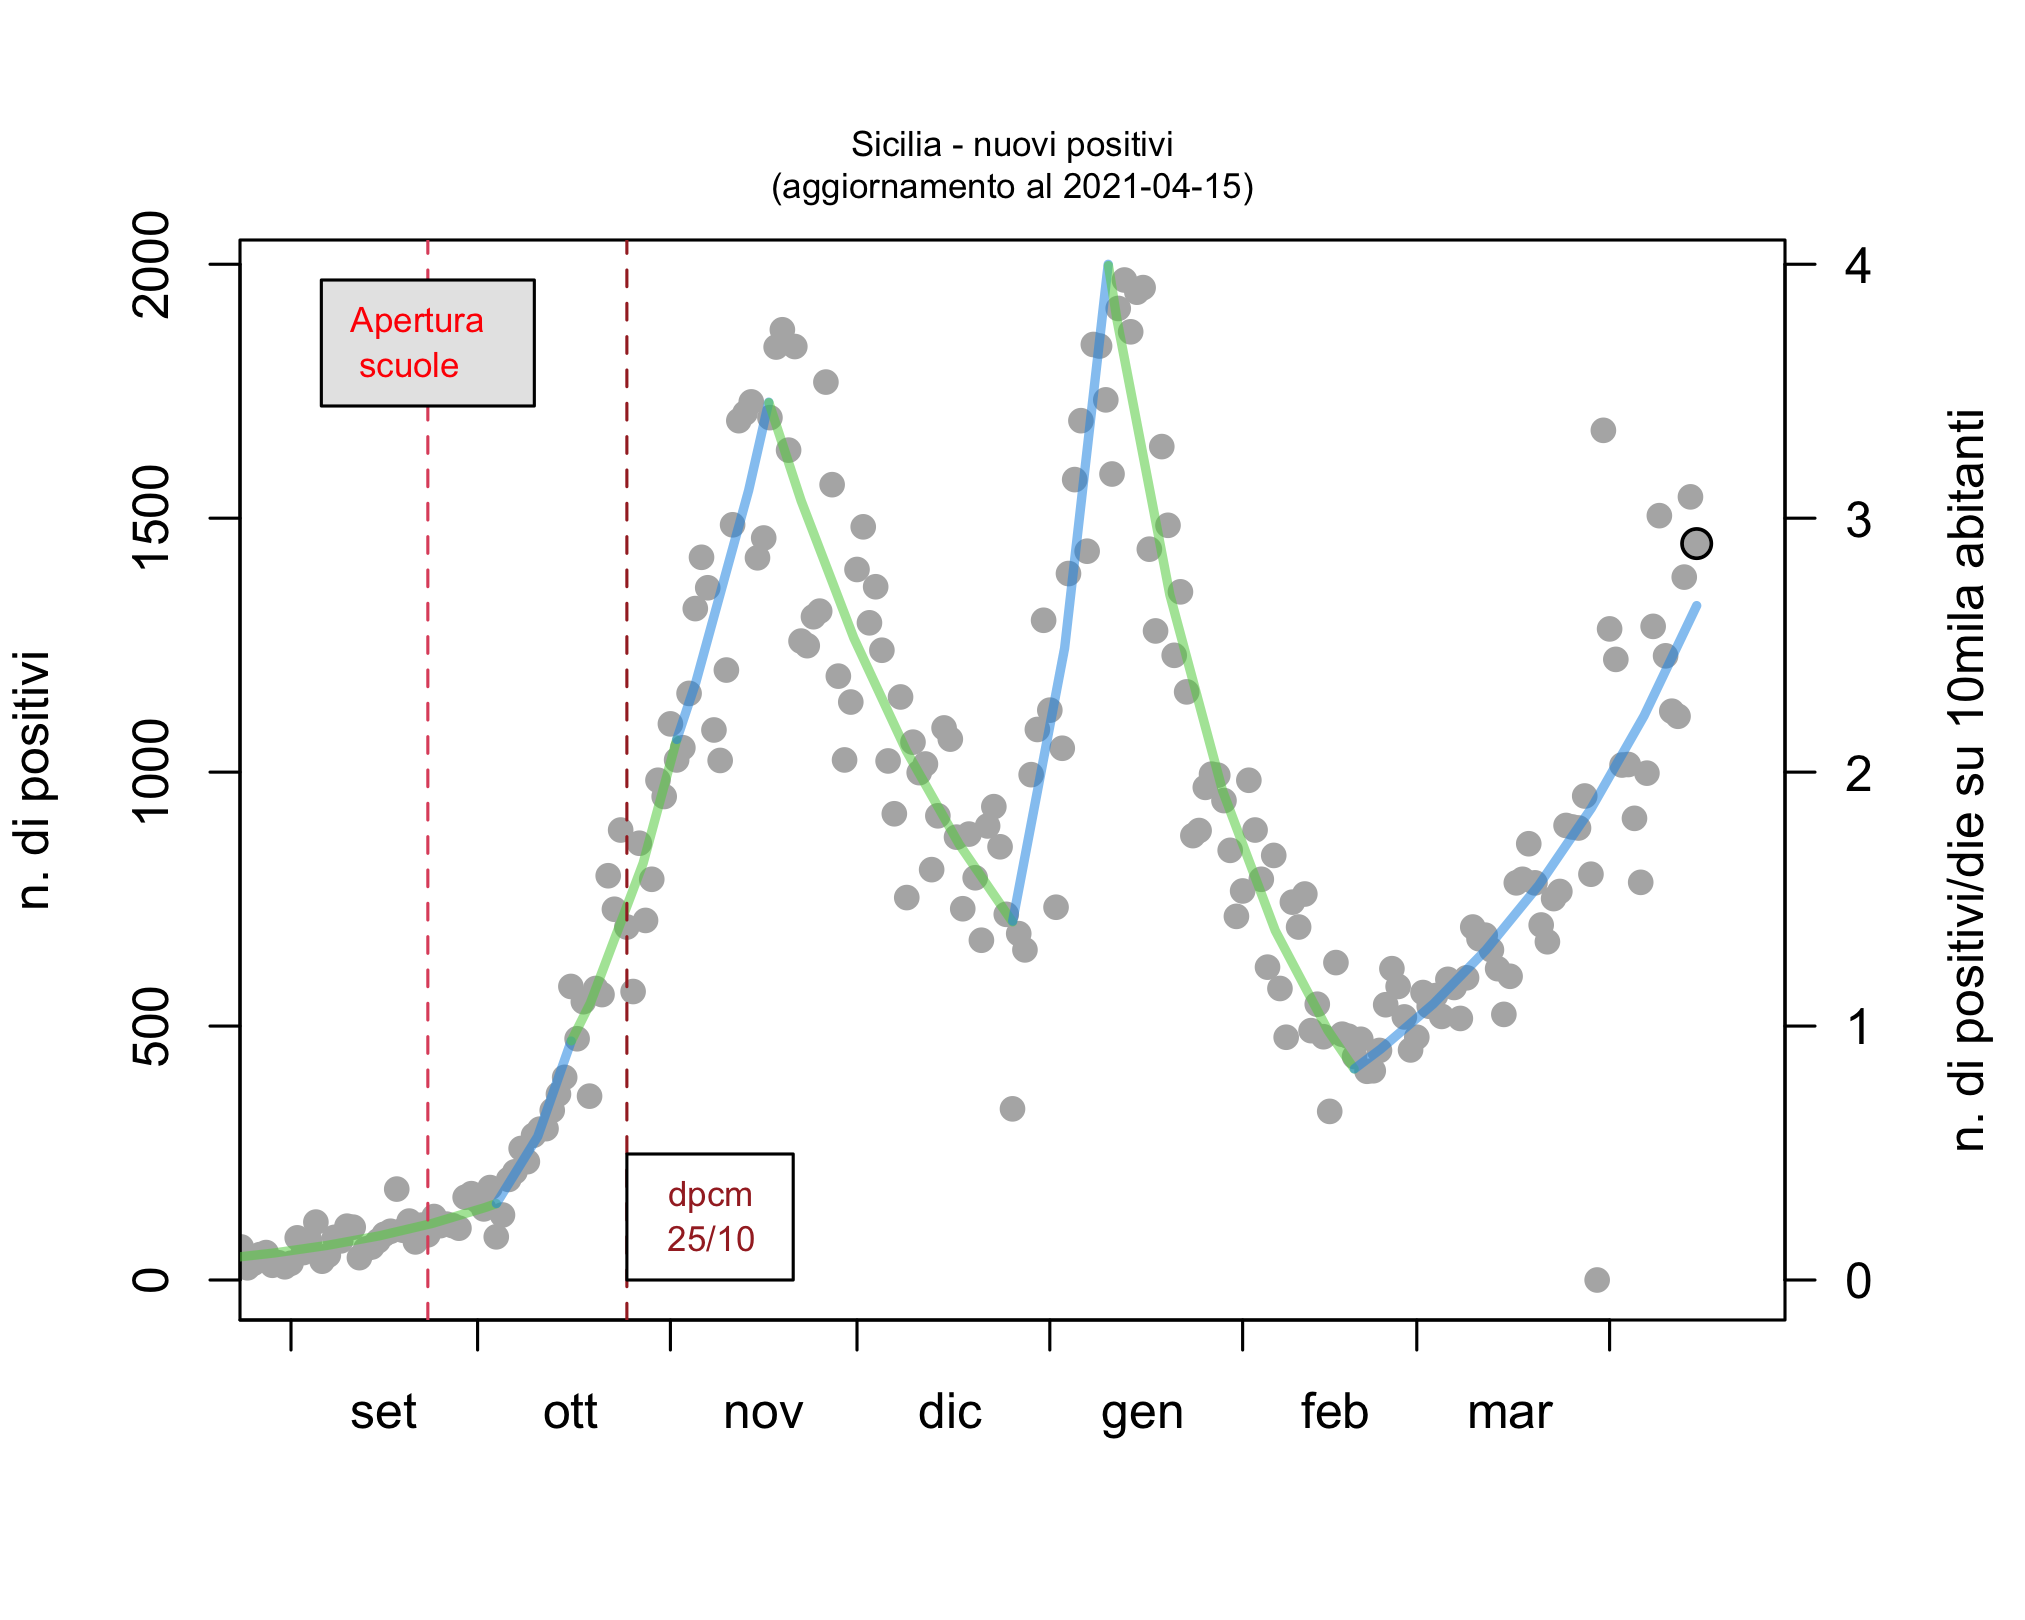 Sicilia - nuovi positivi
(aggiornamento al 2021-04-15)
n. di positivi
2000
1500
1000
500
0
Apertura
scuole
dpcm
25/10
4
3
2
1
0
n. di positivi/die su 10mila abitanti
set ott nov dic gen feb mar